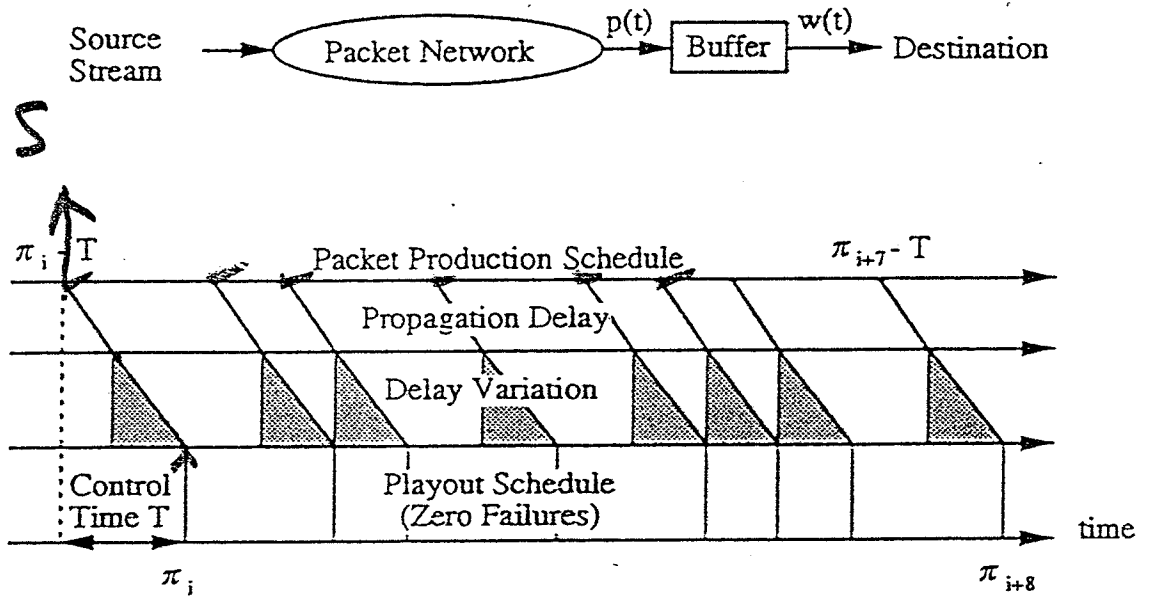 p(t)
w(t)
Source
Stream
Packet Network
Buffer
Destination
S
π i - T
Packet Production Schedule
π i+7 - T
Propagation Delay
Delay Variation
Control
Time T
Playout Schedule
(Zero Failures)
time
π i
π i+8